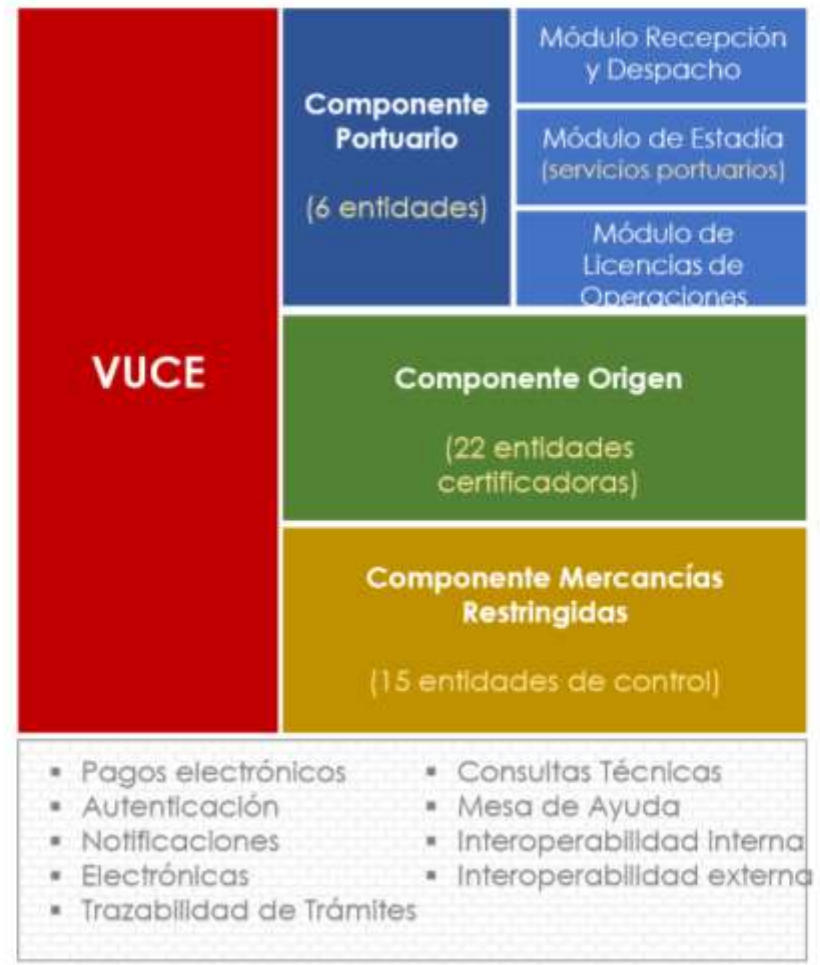 VUCE
Componente
Portuario
(6 entidades)
Módulo Recepción
y Despacho
Módulo de Estadía
(servicios portuarios)
Módulo de
Licencias de
Operaciones
Componente Origen
(22 entidades
certificadoras)
Componente Mercancías
Restringidas
(15 entidades de control)
▪ Pagos electrónicos
▪ Autenticación
▪ Notificaciones
▪ Electrónicas
▪ Trazabilidad de Trámites
▪ Consultas Técnicas
▪ Mesa de Ayuda
▪ Interoperabilidad interna
▪ Interoperabilidad externa